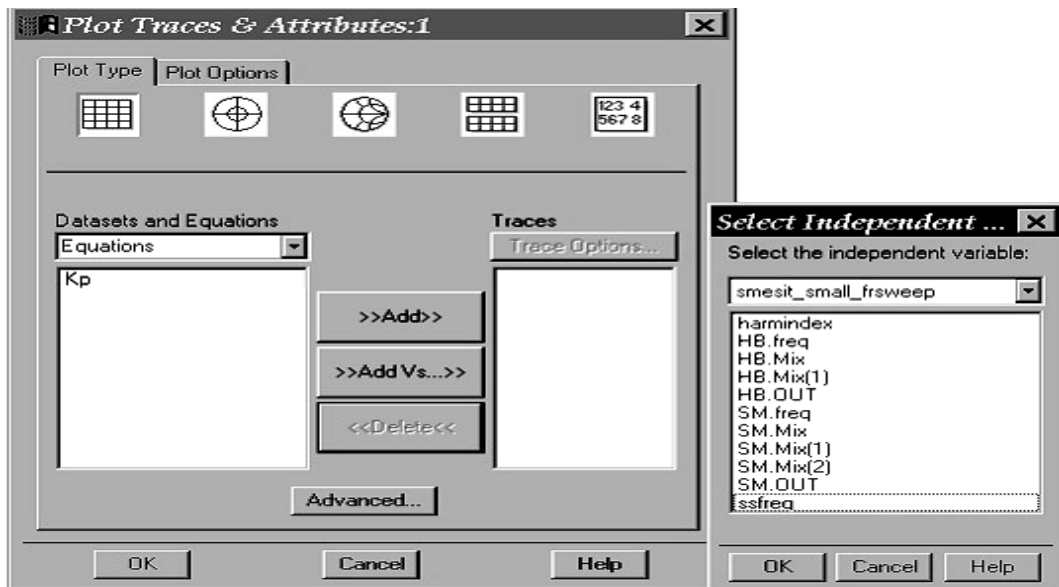 Plot Traces & Attributes:1
Plot Type
Plot Options
123 4
567 8
Datasets and Equations
Equations
Kp
>>Add>>
>>Add Vs...>>
<<Delete<<
Traces
Trace Options...
Advanced...
OK
Cancel
Help
Select Independent ...
Select the independent variable:
smesit_small_frsweep
harmindex
HB.freq
HB.Mix
HB.Mix(1)
HB.OUT
SM.freq
SM.Mix
SM.Mix(1)
SM.Mix(2)
SM.OUT
ssfreq
OK
Cancel
Help